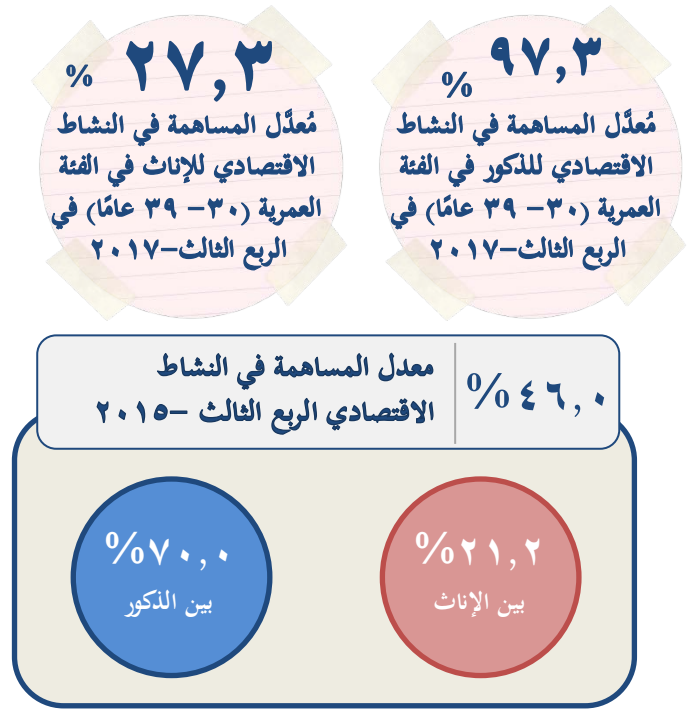 % ٩٧,٣
مُعدَّل المساهمة في النشاط
الاقتصادي للذكور في الفئة
العمرية (٣٠– ٣٩ عامًا) في
الربع الثالث–٢٠١٧
% ٢٧,٣
مُعدَّل المساهمة في النشاط
الاقتصادي للإناث في الفئة
العمرية (٣٠– ٣٩ عامًا) في
الربع الثالث–٢٠١٧
%٤٦,٠
معدل المساهمة في النشاط
الاقتصادي الربع الثالث –٢٠١٥
%٢١,٢
بين الإناث
%٧٠,٠
بين الذكور